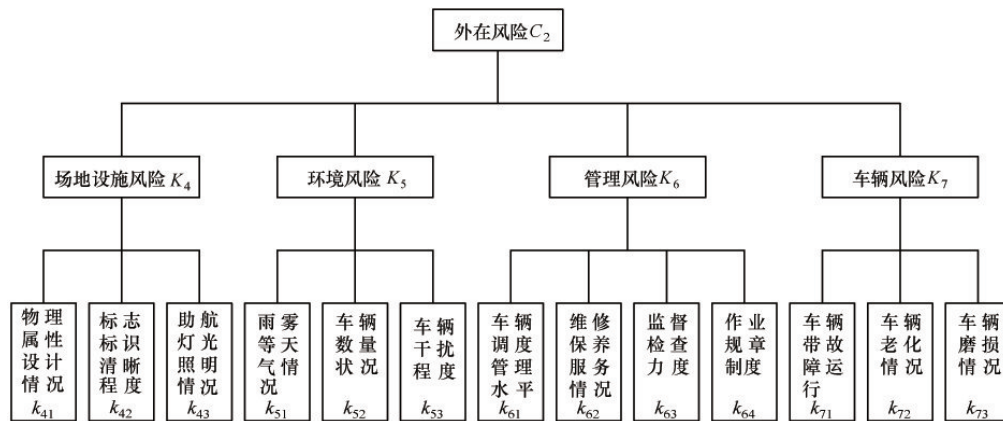 外在风险C₂
场地设施风险 K₄
环境风险 K₅
管理风险K₆
车辆风险K₇
物理
属性
设计
情况
k₄₁
标志
标识
清晰
程度
k₄₂
助航
灯光
照明
情况
k₄₃
雨雾
等天
气情
况
k₅₁
车辆
数量
状况
k₅₂
车辆
干扰
程度
k₅₃
车辆
调度
管理
水平
k₆₁
维修
保养
服务
情况
k₆₂
监督
检查
力度
k₆₃
作业
规章
制度
k₆₄
车辆
带故
障运
行
k₇₁
车辆
老化
情况
k₇₂
车辆
磨损
情况
k₇₃